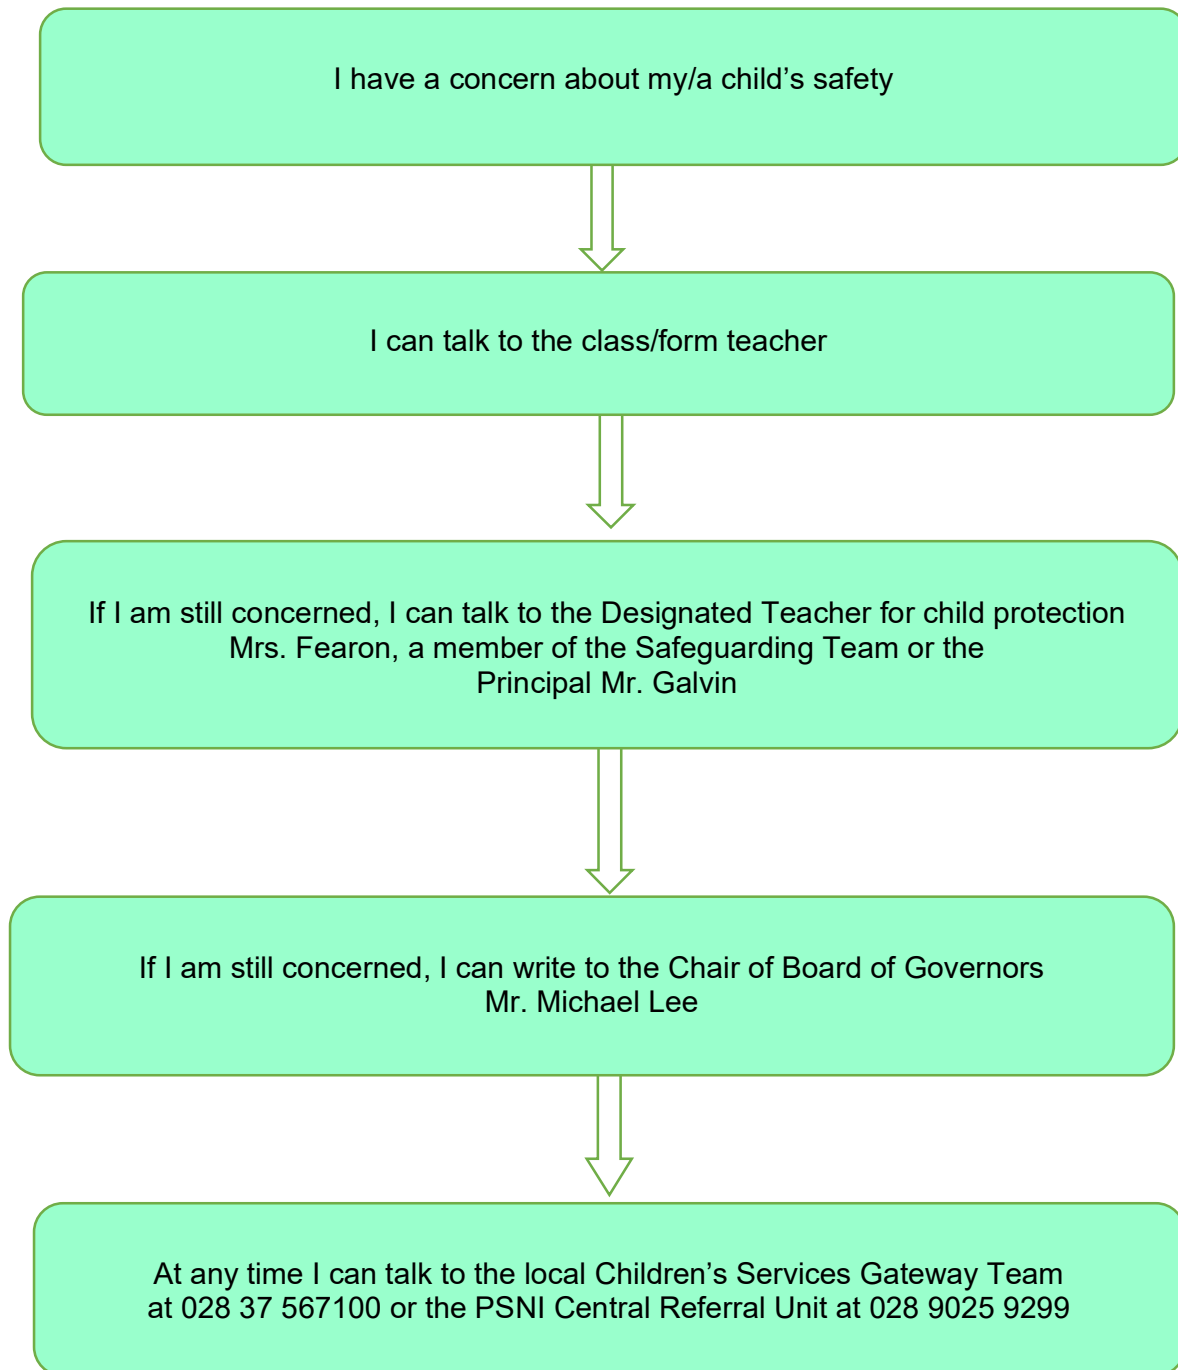 I have a concern about my/a child’s safety
I can talk to the class/form teacher
If I am still concerned, I can talk to the Designated Teacher for child protection
Mrs. Fearon, a member of the Safeguarding Team or the
Principal Mr. Galvin
If I am still concerned, I can write to the Chair of Board of Governors
Mr. Michael Lee
At any time I can talk to the local Children’s Services Gateway Team
at 028 37 567100 or the PSNI Central Referral Unit at 028 9025 9299